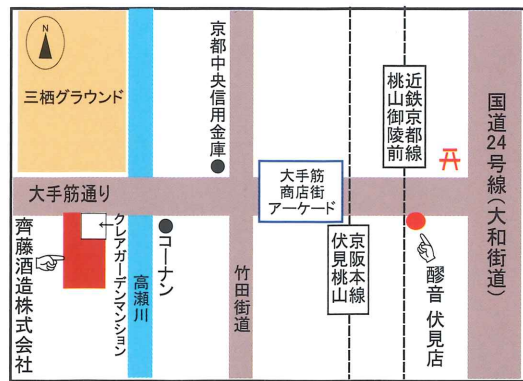 N
三栖グラウンド
京都中央信用金庫
近鉄京都線
桃山御陵前
国道24号線(大和街道)
大手筋通り
大手筋
商店街
アーケード
齊藤酒造株式会社
←クレアガーデンマンション
高瀬川
コーナン
竹田街道
京阪本線
伏見桃山
醪音 伏見店